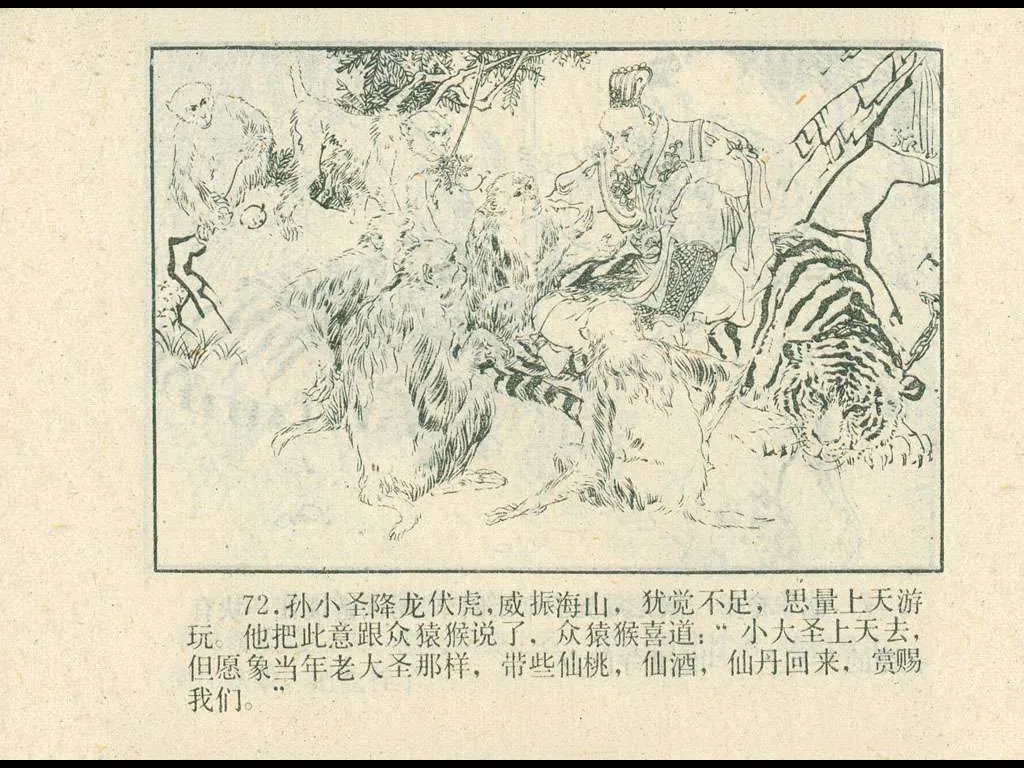 72.孙小圣降龙伏虎,威振海山,犹觉不足,思量上天游
玩。他把此意跟众猿猴说了,众猿猴喜道:“小大圣上天去,
但愿象当年老大圣那样,带些仙桃,仙酒,仙丹回来,赏赐
我们。”